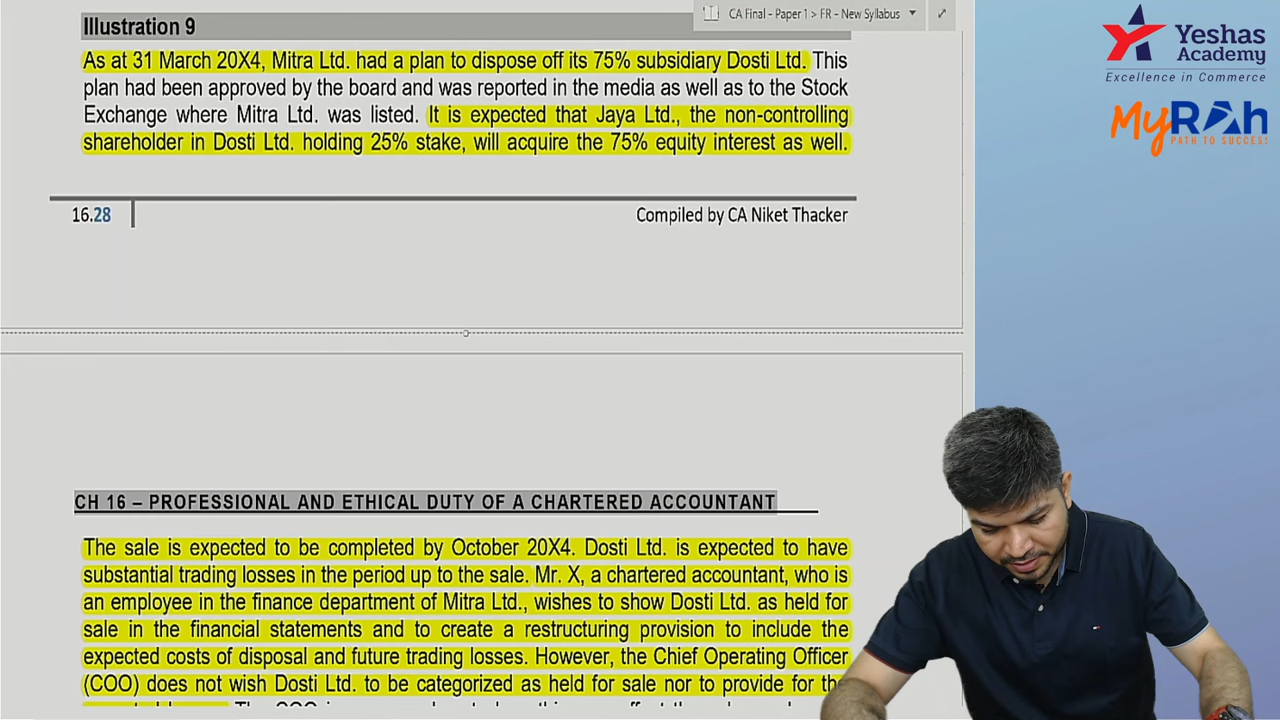 Illustration 9
CA Final - Paper 1 > FR - New Syllabus
As at 31 March 20X4, Mitra Ltd. had a plan to dispose off its 75% subsidiary Dosti Ltd. This
plan had been approved by the board and was reported in the media as well as to the Stock
Exchange where Mitra Ltd. was listed. It is expected that Jaya Ltd., the non-controlling
shareholder in Dosti Ltd. holding 25% stake, will acquire the 75% equity interest as well.
16.28
Compiled by CA Niket Thacker
CH 16 – PROFESSIONAL AND ETHICAL DUTY OF A CHARTERED ACCOUNTANT
The sale is expected to be completed by October 20X4. Dosti Ltd. is expected to have
substantial trading losses in the period up to the sale. Mr. X, a chartered accountant, who is
an employee in the finance department of Mitra Ltd., wishes to show Dosti Ltd. as held for
sale in the financial statements and to create a restructuring provision to include the
expected costs of disposal and future trading losses. However, the Chief Operating Officer
(COO) does not wish Dosti Ltd. to be categorized as held for sale nor to provide for the
Yeshas
Academy
Excellence in Commerce
MyRAh
PATH TO SUCCESS